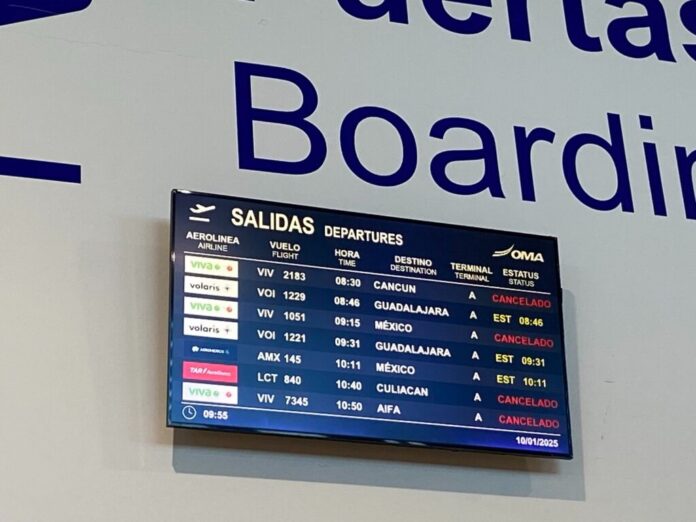 Puertas
Boardin
SALIDAS DEPARTURES
OMA
AEROLINEA VUELO HORA DESTINO TERMINAL ESTATUS
AIRLINE FLIGHT TIME DESTINATION TERMINAL STATUS
VIVA VIV 2183 08:30 CANCUN A CANCELADO
volaris VOI 1229 08:46 GUADALAJARA A EST 08:46
VIVA VIV 1051 09:15 MÉXICO A CANCELADO
volaris VOI 1221 09:31 GUADALAJARA A EST 09:31
AEROMEXICO AMX 145 10:11 MÉXICO A EST 10:11
TAR LCT 840 10:40 CULIACAN A CANCELADO
VIVA VIV 7345 10:50 AIFA A CANCELADO
09:55
10/01/2025